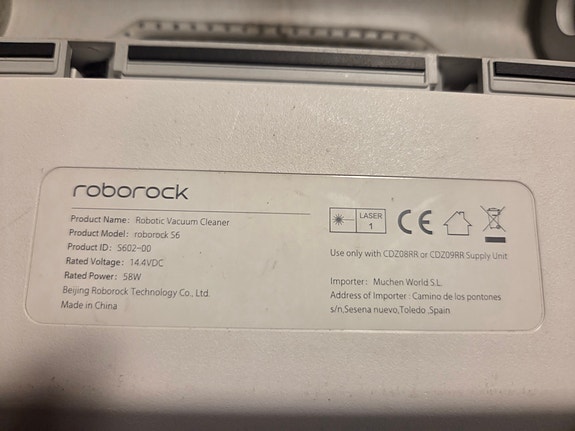 roborock
Product Name: Robotic Vacuum Cleaner
Product Model: roborock S6
Product ID: S602-00
Rated Voltage: 14.4VDC
Rated Power: 58W
Beijing Roborock Technology Co., Ltd.
Made in China
LASER
1
CE
Use only with CDZ08RR or CDZ09RR Supply Unit
Importer: Muchen World S.L.
Address of Importer: Camino de los pontones
s/n,Sesena nuevo,Toledo ,Spain